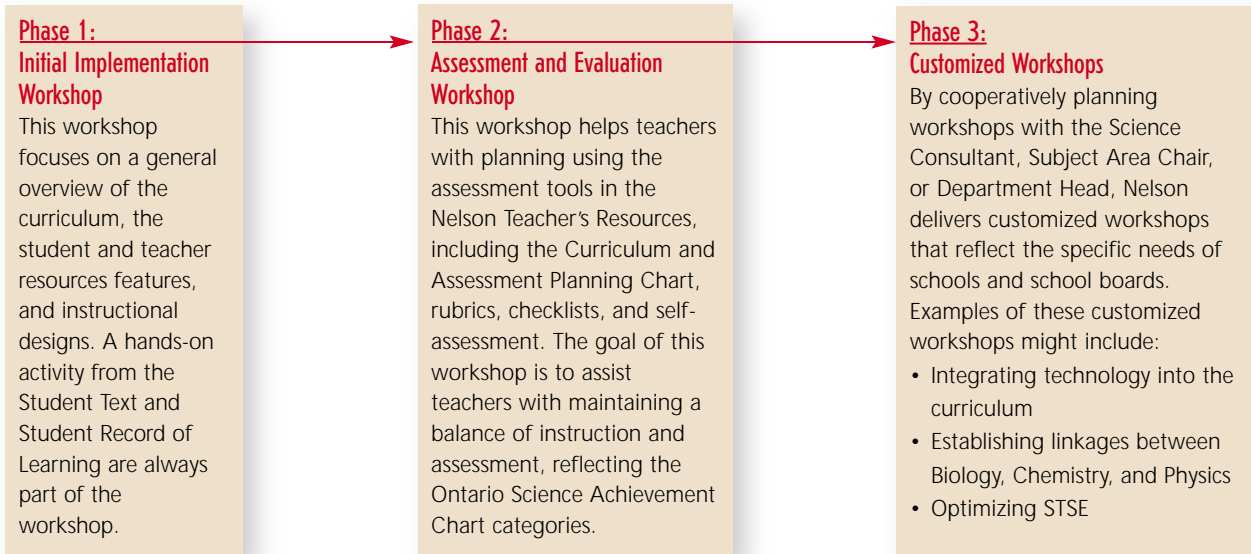 Phase 1:
Initial Implementation
Workshop
This workshop
focuses on a general
overview of the
curriculum, the
student and teacher
resources features,
and instructional
designs. A hands-on
activity from the
Student Text and
Student Record of
Learning are always
part of the
workshop.
Phase 2:
Assessment and Evaluation
Workshop
This workshop helps teachers
with planning using the
assessment tools in the
Nelson Teacher's Resources,
including the Curriculum and
Assessment Planning Chart,
rubrics, checklists, and self-
assessment. The goal of this
workshop is to assist
teachers with maintaining a
balance of instruction and
assessment, reflecting the
Ontario Science Achievement
Chart categories.
Phase 3:
Customized Workshops
By cooperatively planning
workshops with the Science
Consultant, Subject Area Chair,
or Department Head, Nelson
delivers customized workshops
that reflect the specific needs of
schools and school boards.
Examples of these customized
workshops might include:
• Integrating technology into the
curriculum
• Establishing linkages between
Biology, Chemistry, and Physics
• Optimizing STSE